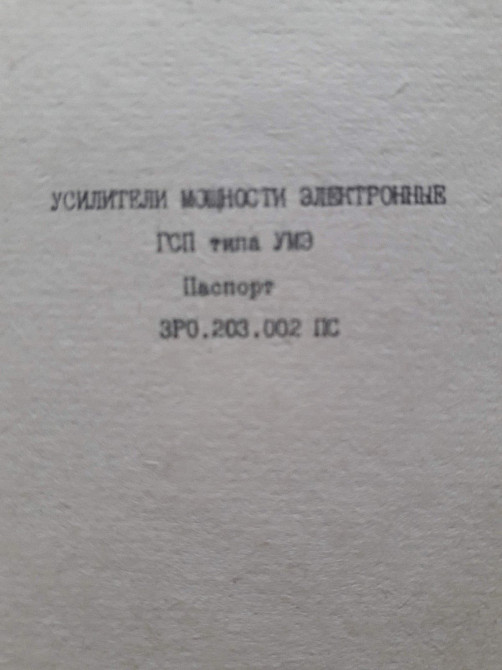 УСИЛИТЕЛИ МОЩНОСТИ ЭЛЕКТРОННЫЕ
ГСП типа УМЭ
Паспорт
3Р0.203.002 ПС